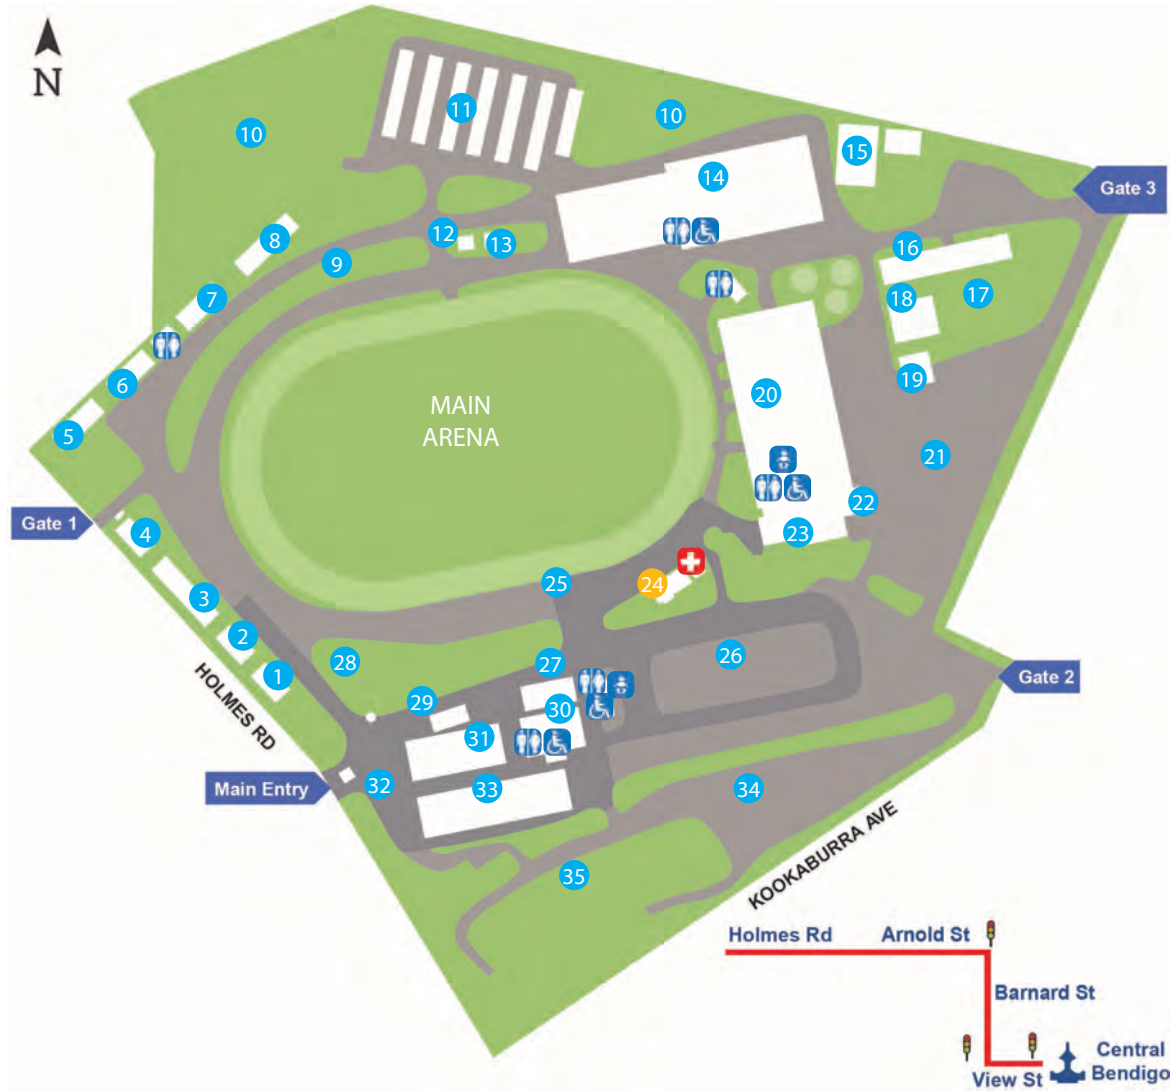 N
10
11
10
15
14
Gate 3
12
13
8
16
9
7
18
17
6
19
20
MAIN
ARENA
5
21
22
Gate 1
4
23
25
24
3
2
28
27
26
1
HOLMES RD
Gate 2
29
30
31
32
33
Main Entry
34
KOOKABURRA AVE
35
Holmes Rd
Arnold St
Barnard St
Central
Bendigo
View St